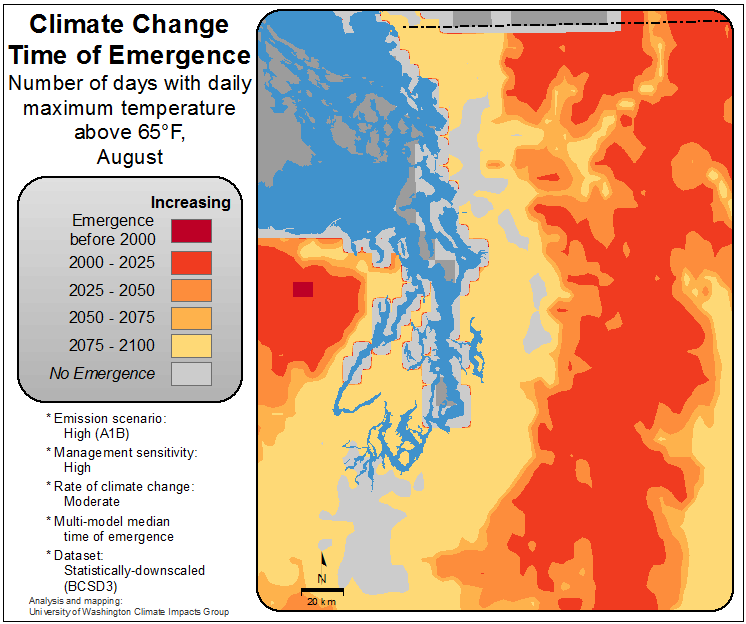 Climate Change
Time of Emergence
Number of days with daily
maximum temperature
above 65°F,
August
Increasing
Emergence
before 2000
2000 - 2025
2025 - 2050
2050 - 2075
2075 - 2100
No Emergence
* Emission scenario:
High (A1B)
* Management sensitivity:
High
* Rate of climate change:
Moderate
* Multi-model median
time of emergence
* Dataset:
Statistically-downscaled
(BCSD3)
Analysis and mapping:
University of Washington Climate Impacts Group
N
20 km